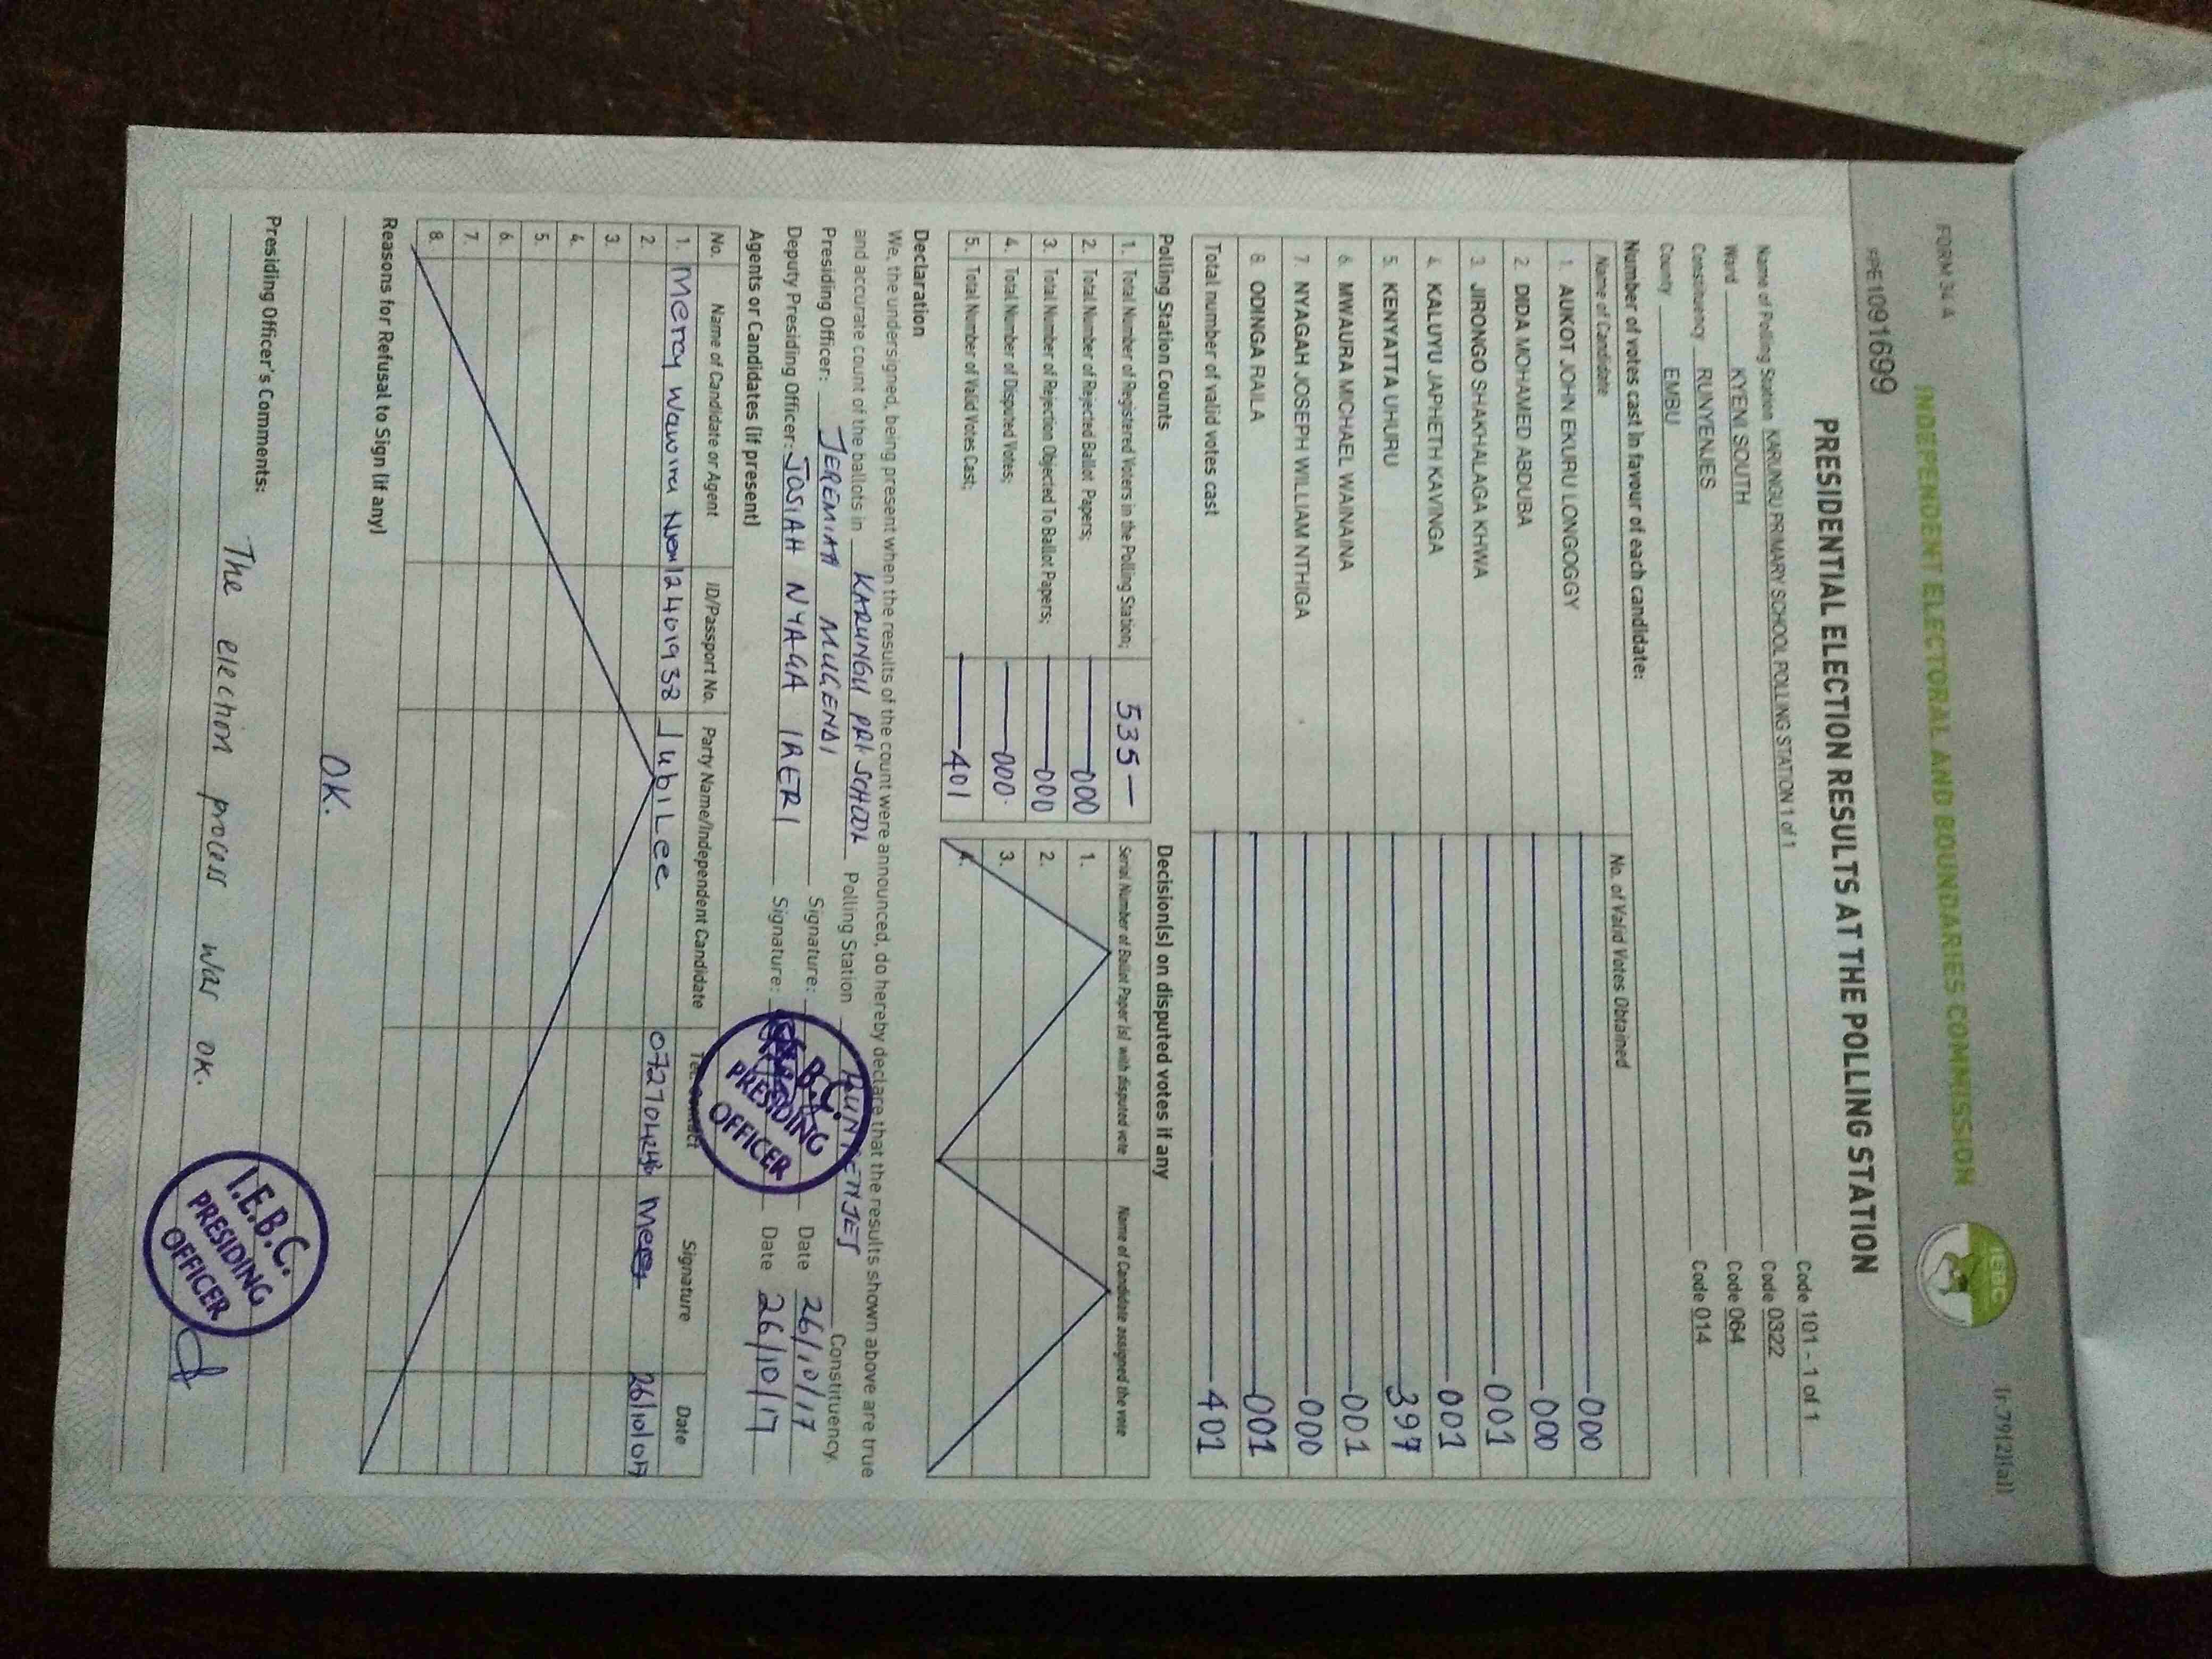 FORM 34 A
(r.79(2)(a))
INDEPENDENT ELECTORAL AND BOUNDARIES COMMISSION
IEBC
PPE1091699
PRESIDENTIAL ELECTION RESULTS AT THE POLLING STATION
Name of Polling Station KARUNGU PRIMARY SCHOOL POLLING STATION 1 of 1 Code 101 - 1 of 1
Ward KYENI SOUTH Code 0322
Constituency RUNYENJES Code 064
County EMBU Code 014
Number of votes cast in favour of each candidate:
Name of Candidate No. of Valid Votes Obtained
1. AUKOT JOHN EKURU LONGOGGY 000
2. DIDA MOHAMED ABDUBA 000
3. JIRONGO SHAKHALAGA KHWA 001
4. KALUYU JAPHETH KAVINGA 001
5. KENYATTA UHURU 397
6. MWAURA MICHAEL WAINAINA 001
7. NYAGAH JOSEPH WILLIAM NTHIGA 000
8. ODINGA RAILA 001
Total number of valid votes cast 401
Polling Station Counts
1. Total Number of Registered Voters in the Polling Station; 535
2. Total Number of Rejected Ballot Papers; 000
3. Total Number of Rejection Objected To Ballot Papers; 000
4. Total Number of Disputed Votes; 000
5. Total Number of Valid Votes Cast; 401
Decision(s) on disputed votes if any
Serial Number of Ballot Paper (s) with disputed vote Name of Candidate assigned the vote
1.
2.
3.
4.
Declaration
We, the undersigned, being present when the results of the count were announced, do hereby declare that the results shown above are true
and accurate count of the ballots in KARUNGU PRI SCHOOL Polling Station RUNYENJES Constituency.
Presiding Officer: JEREMIAH MUGENDI Signature: Date 26/10/17
Deputy Presiding Officer: JOSIAH NYAGA IRERI Signature: Date 26/10/17
I.E.B.C. PRESIDING OFFICER
Agents or Candidates (if present)
No. Name of Candidate or Agent ID/Passport No. Party Name/Independent Candidate Tel. Contact Signature Date
1. Mercy Wawira 12401938 Jubilee Mercy 26/10/017
2.
3.
4.
5.
6.
7.
8.
Reasons for Refusal to Sign (if any)
OK.
Presiding Officer's Comments:
The election process was OK.
I.E.B.C.
PRESIDING
OFFICER